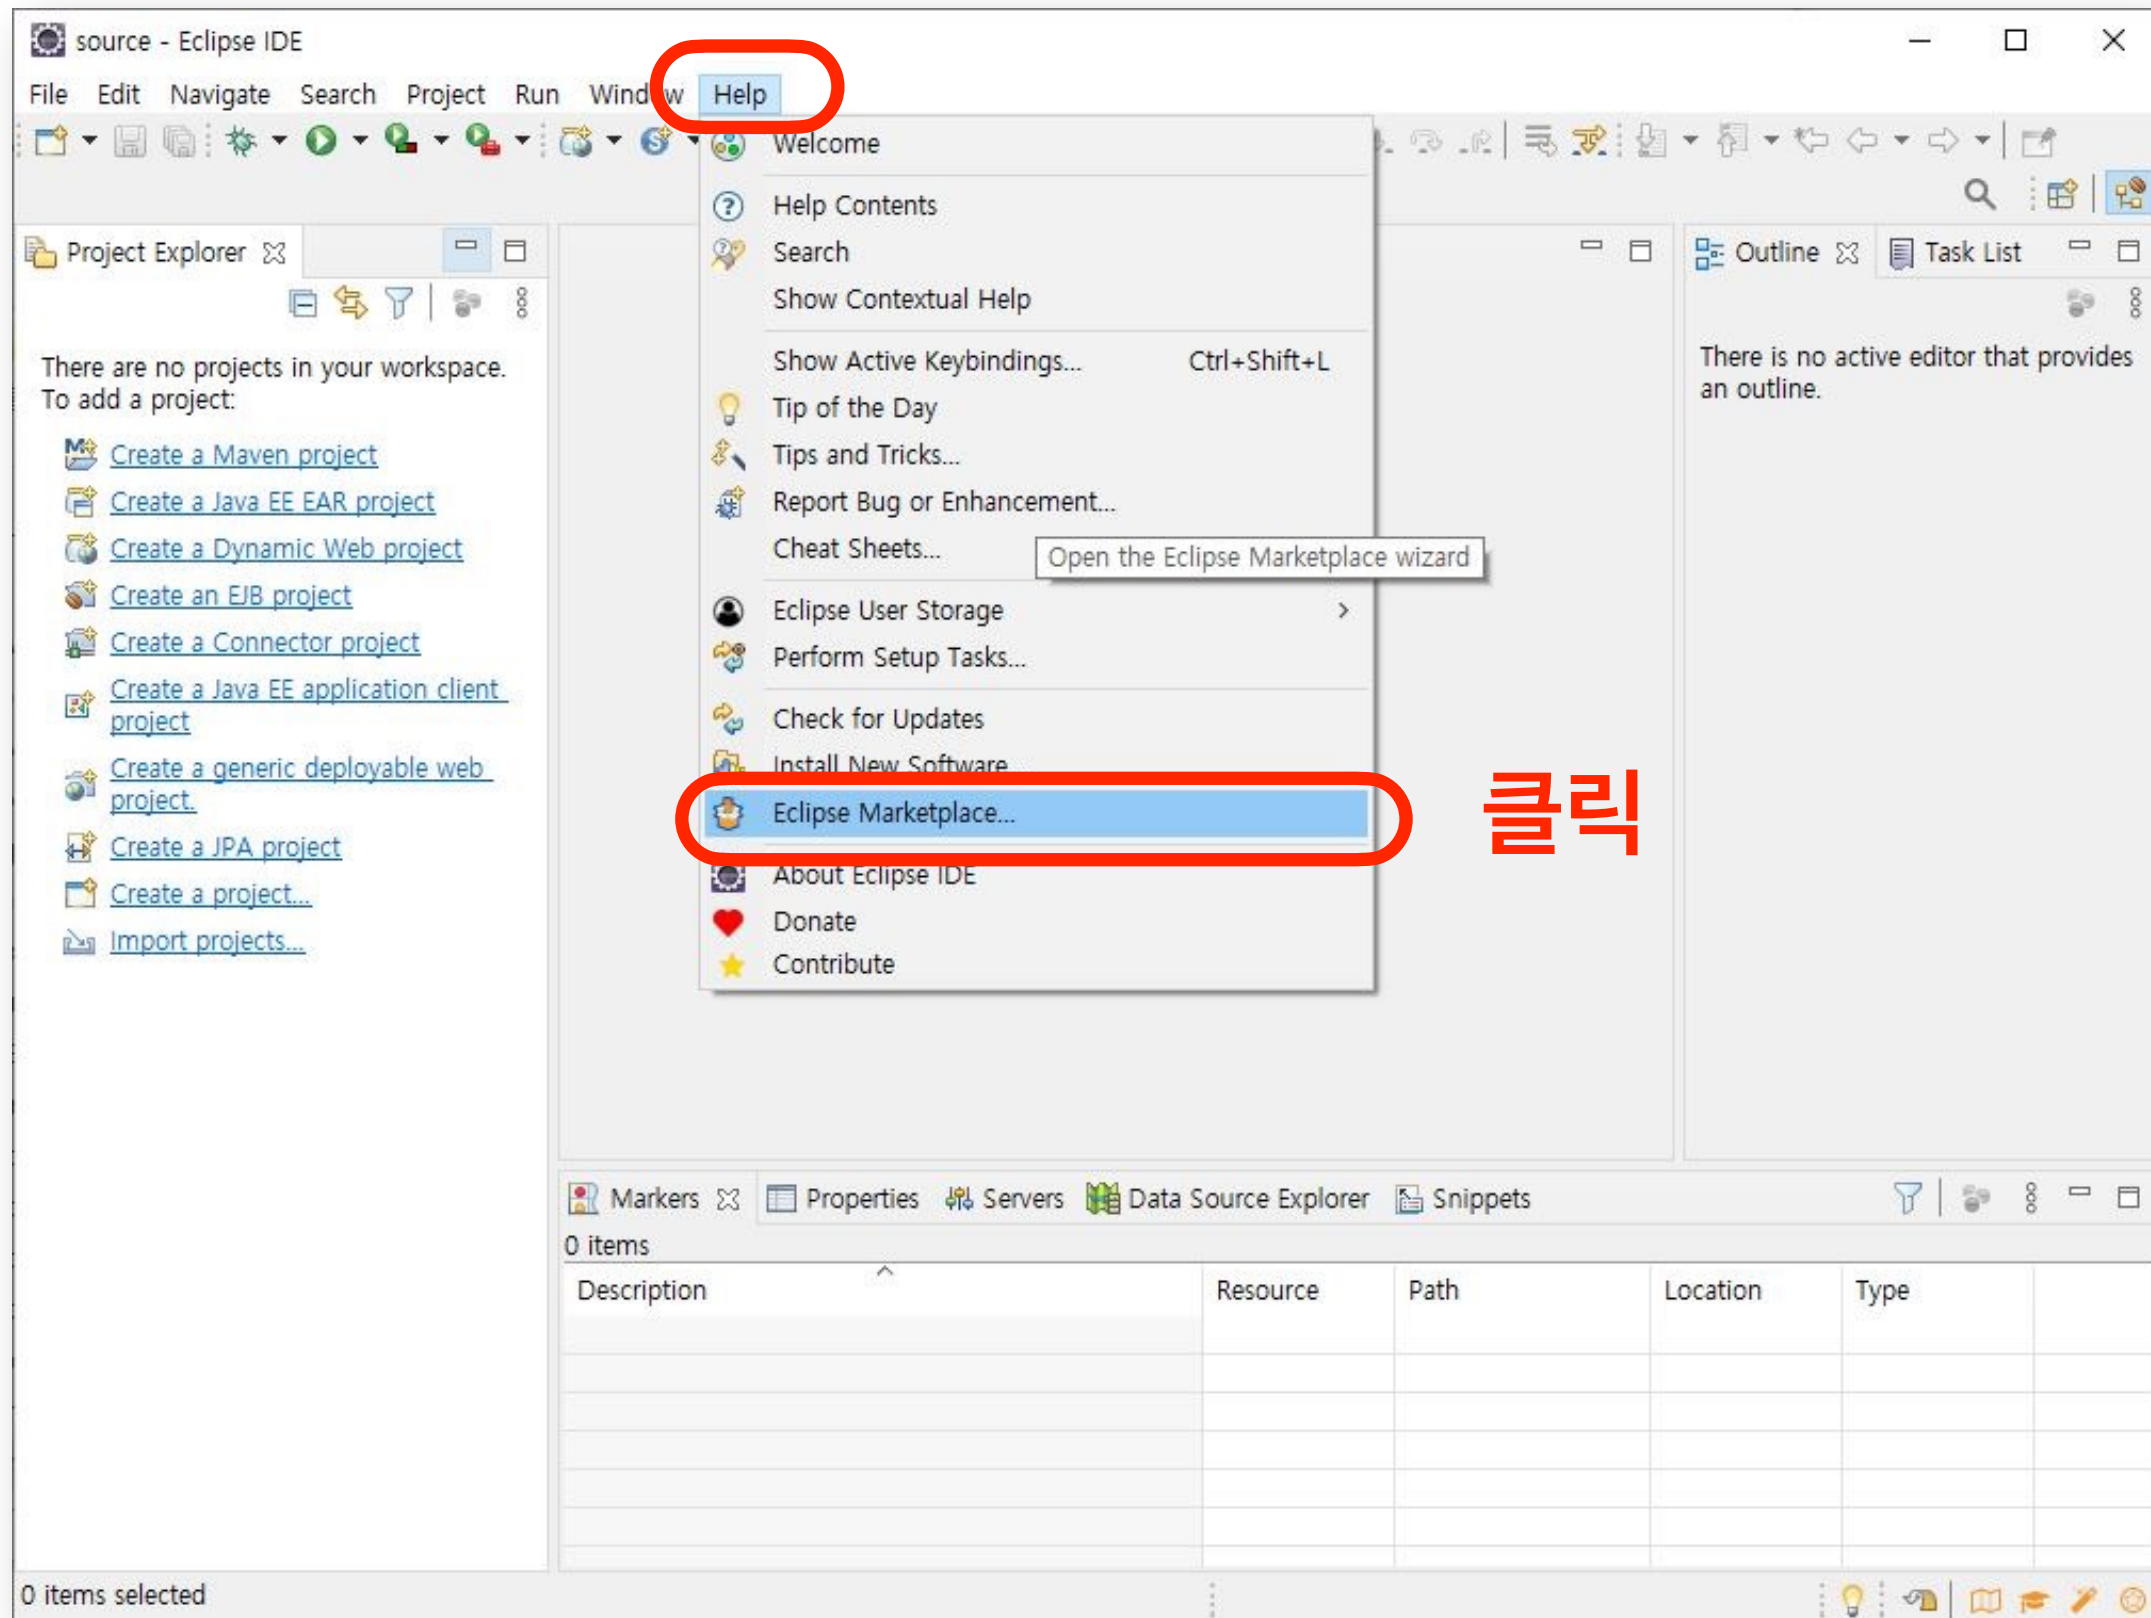 source - Eclipse IDE
File Edit Navigate Search Project Run Window Help
Welcome
Help Contents
Search
Show Contextual Help
Show Active Keybindings... Ctrl+Shift+L
Tip of the Day
Tips and Tricks...
Report Bug or Enhancement...
Cheat Sheets...
Open the Eclipse Marketplace wizard
Eclipse User Storage
Perform Setup Tasks...
Check for Updates
Install New Software
Eclipse Marketplace...
클릭
About Eclipse IDE
Donate
Contribute
Project Explorer
There are no projects in your workspace.
To add a project:
Create a Maven project
Create a Java EE EAR project
Create a Dynamic Web project
Create an EJB project
Create a Connector project
Create a Java EE application client
project
Create a generic deployable web
project.
Create a JPA project
Create a project...
Import projects...
Outline Task List
There is no active editor that provides
an outline.
Markers Properties Servers Data Source Explorer Snippets
0 items
Description Resource Path Location Type
0 items selected